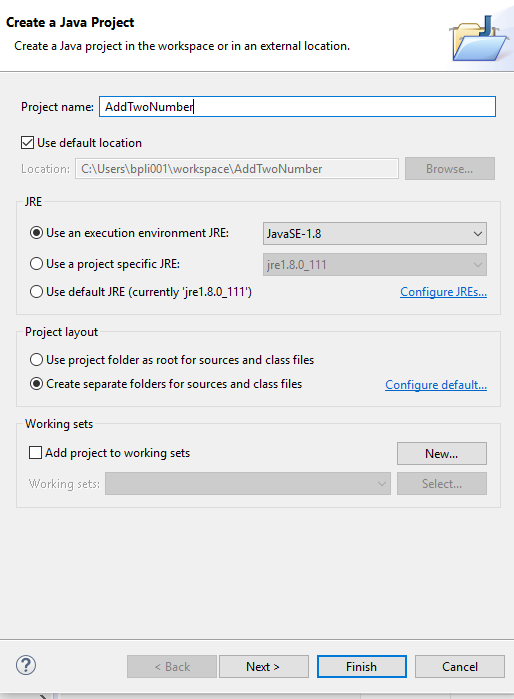 Create a Java Project
Create a Java project in the workspace or in an external location.
Project name: AddTwoNumber
Use default location
Location: C:\Users\bpli001\workspace\AddTwoNumber Browse...
JRE
Use an execution environment JRE: JavaSE-1.8
Use a project specific JRE: jre1.8.0_111
Use default JRE (currently 'jre1.8.0_111') Configure JREs...
Project layout
Use project folder as root for sources and class files
Create separate folders for sources and class files Configure default...
Working sets
Add project to working sets New...
Working sets: Select...
? < Back Next > Finish Cancel